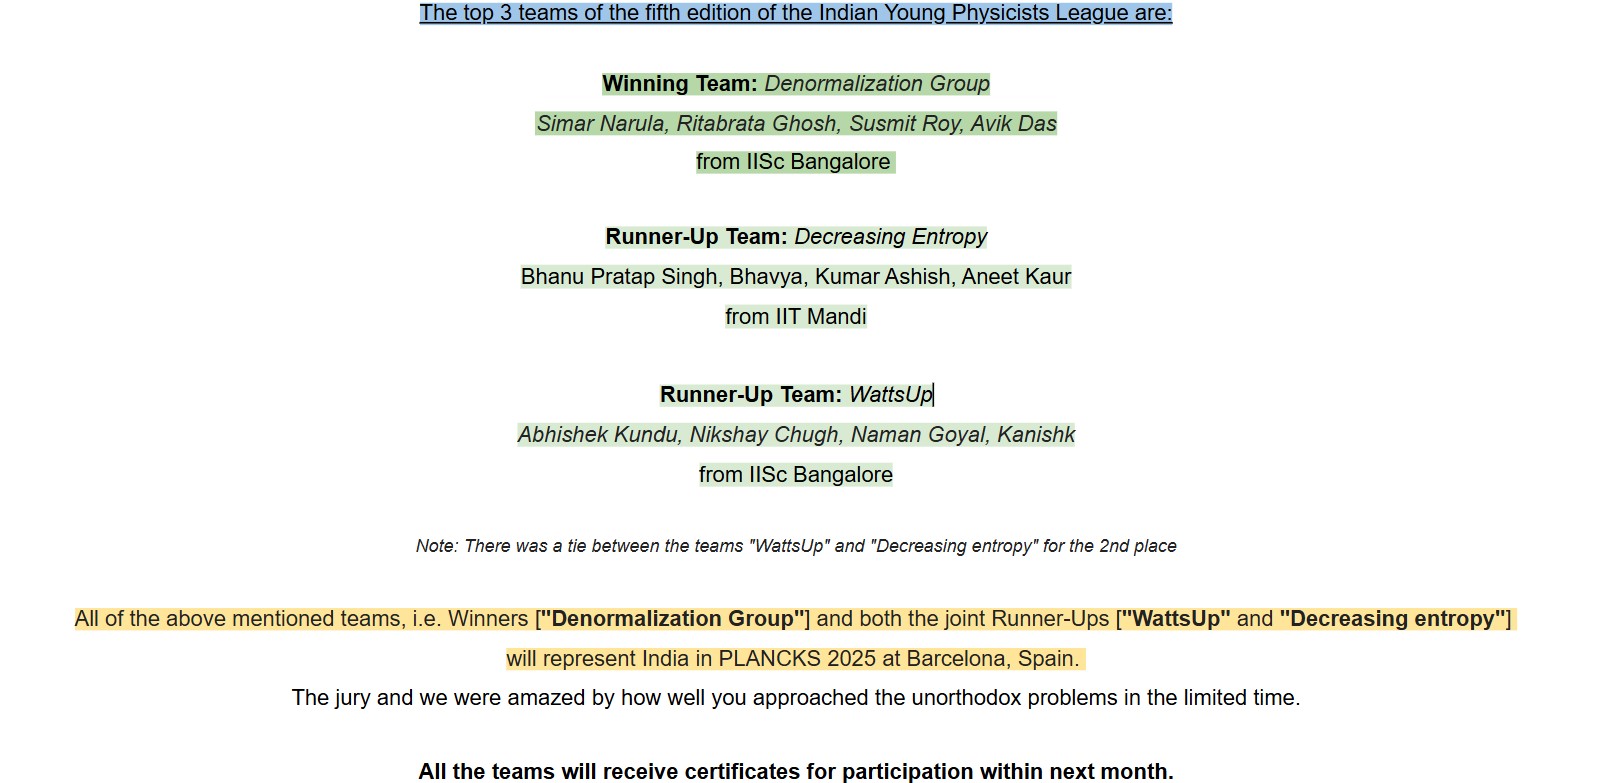 The top 3 teams of the fifth edition of the Indian Young Physicists League are:
Winning Team: Denormalization Group
Simar Narula, Ritabrata Ghosh, Susmit Roy, Avik Das
from IISc Bangalore
Runner-Up Team: Decreasing Entropy
Bhanu Pratap Singh, Bhavya, Kumar Ashish, Aneet Kaur
from IIT Mandi
Runner-Up Team: WattsUp
Abhishek Kundu, Nikshay Chugh, Naman Goyal, Kanishk
from IISc Bangalore
Note: There was a tie between the teams "WattsUp" and "Decreasing entropy" for the 2nd place
All of the above mentioned teams, i.e. Winners ["Denormalization Group"] and both the joint Runner-Ups ["WattsUp" and "Decreasing entropy"]
will represent India in PLANCKS 2025 at Barcelona, Spain.
The jury and we were amazed by how well you approached the unorthodox problems in the limited time.
All the teams will receive certificates for participation within next month.